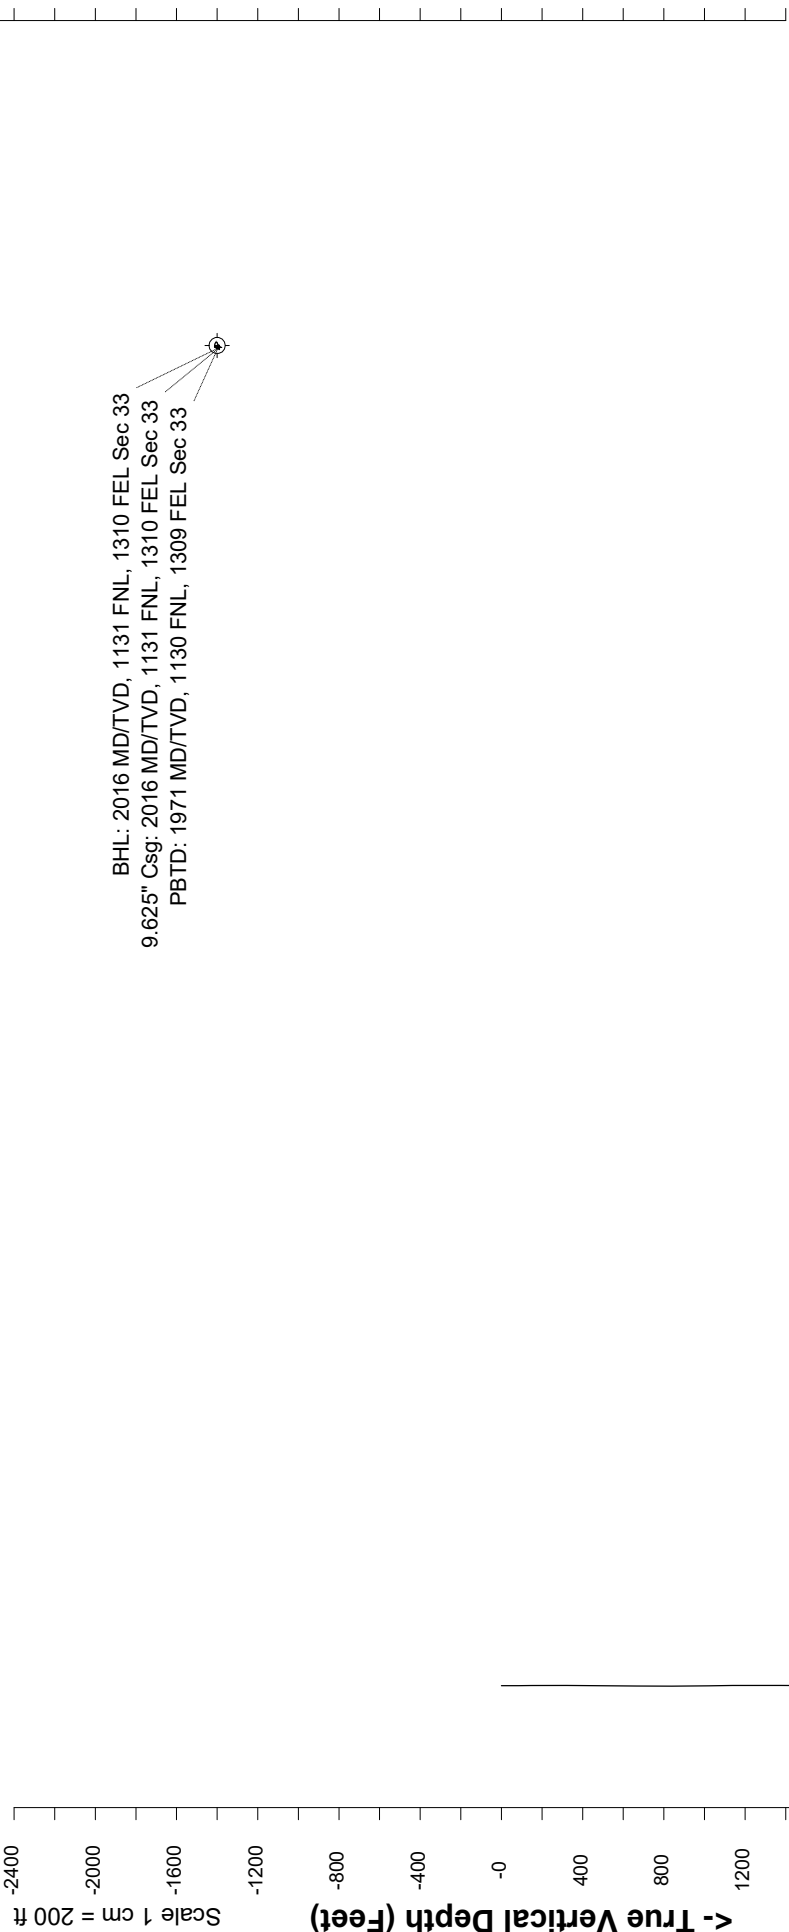 BHL: 2016 MD/TVD, 1131 FNL, 1310 FEL Sec 33
9.625" Csg: 2016 MD/TVD, 1131 FNL, 1310 FEL Sec 33
PBTD: 1971 MD/TVD, 1130 FNL, 1309 FEL Sec 33
-2400
-2000
-1600
-1200
-800
-400
-0
400
800
1200
Scale 1 cm = 200 ft
<- True Vertical Depth (Feet)